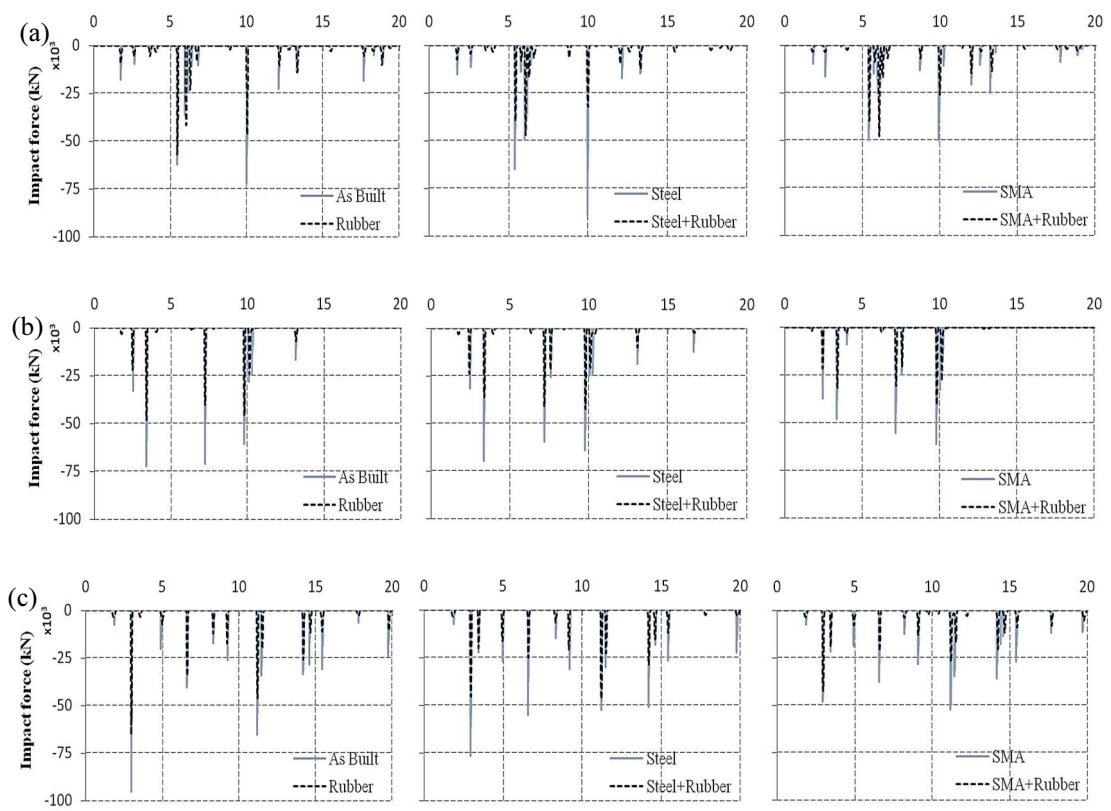 (a)
0 5 10 15 20
0 5 10 15 20
0 5 10 15 20
×10³
Impact force (kN)
0
-25
-50
-75
-100
As Built
Rubber
Steel
Steel+Rubber
SMA
SMA+Rubber
(b)
0 5 10 15 20
0 5 10 15 20
0 5 10 15 20
×10³
Impact force (kN)
0
-25
-50
-75
-100
As Built
Rubber
Steel
Steel+Rubber
SMA
SMA+Rubber
(c)
0 5 10 15 20
0 5 10 15 20
0 5 10 15 20
×10³
Impact force (kN)
0
-25
-50
-75
-100
As Built
Rubber
Steel
Steel+Rubber
SMA
SMA+Rubber